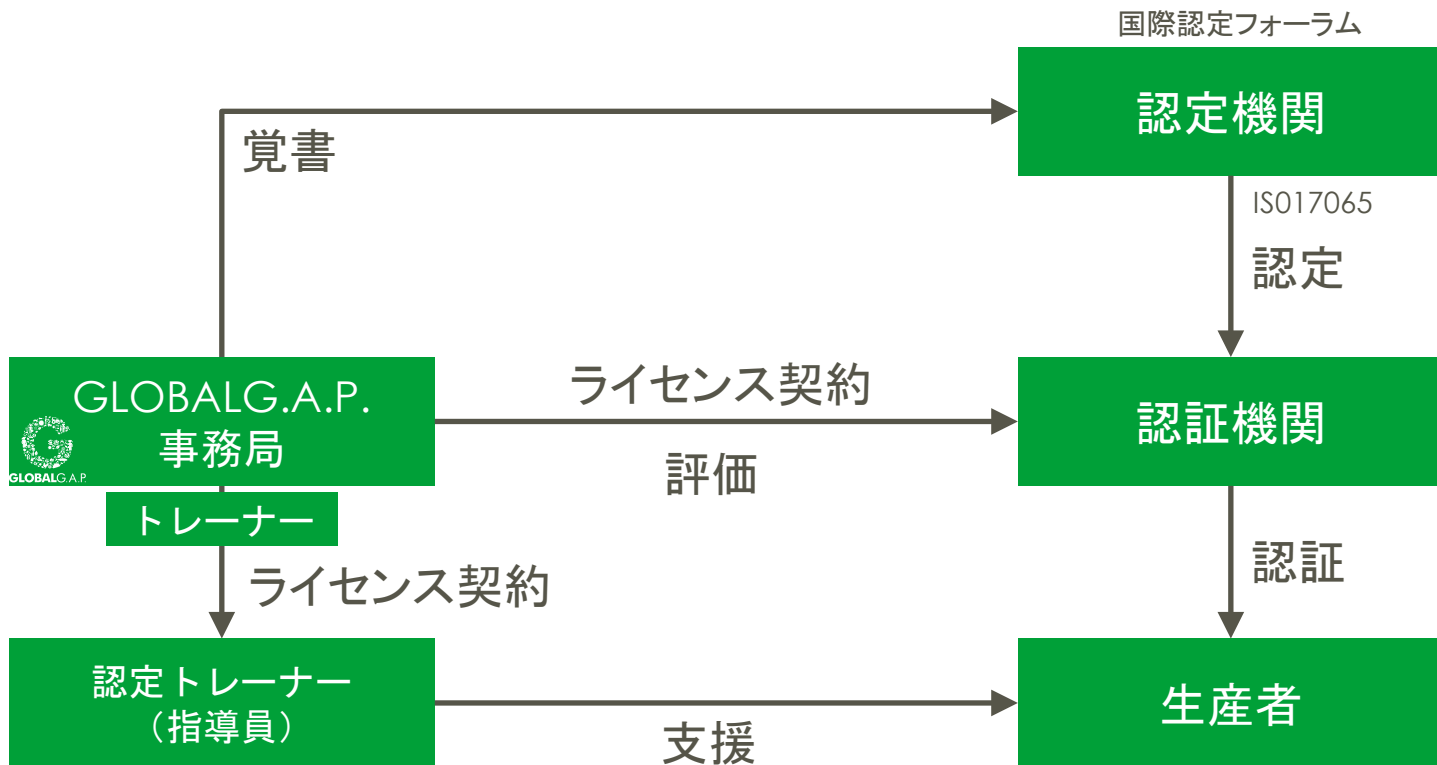 国際認定フォーラム
認定機関
覚書
IS017065
認定
GLOBALG.A.P.
事務局
GLOBALG.A.P.
ライセンス契約
評価
認証機関
トレーナー
ライセンス契約
認証
認定トレーナー
（指導員）
支援
生産者